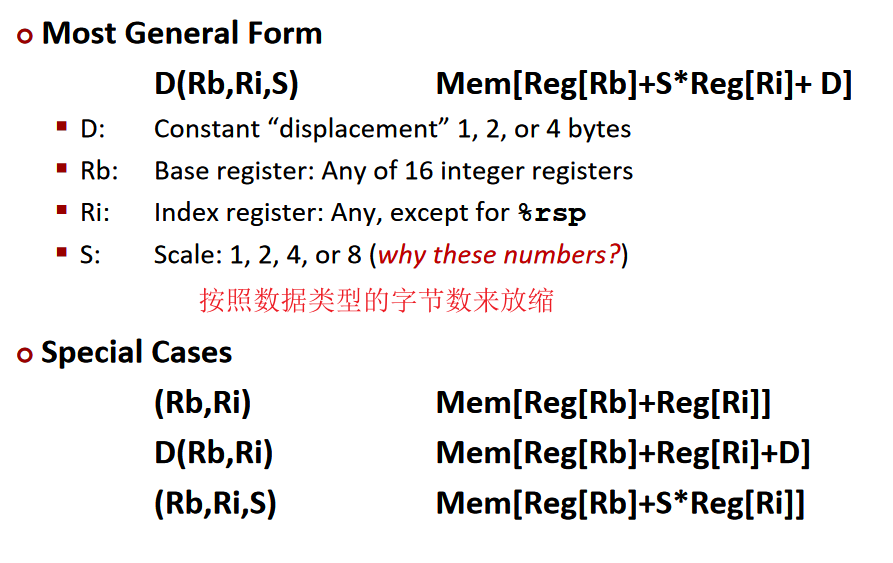 Most General Form
D(Rb,Ri,S) Mem[Reg[Rb]+S*Reg[Ri]+ D]
D: Constant “displacement” 1, 2, or 4 bytes
Rb: Base register: Any of 16 integer registers
Ri: Index register: Any, except for %rsp
S: Scale: 1, 2, 4, or 8 (why these numbers?)
按照数据类型的字节数来放缩
Special Cases
(Rb,Ri) Mem[Reg[Rb]+Reg[Ri]]
D(Rb,Ri) Mem[Reg[Rb]+Reg[Ri]+D]
(Rb,Ri,S) Mem[Reg[Rb]+S*Reg[Ri]]